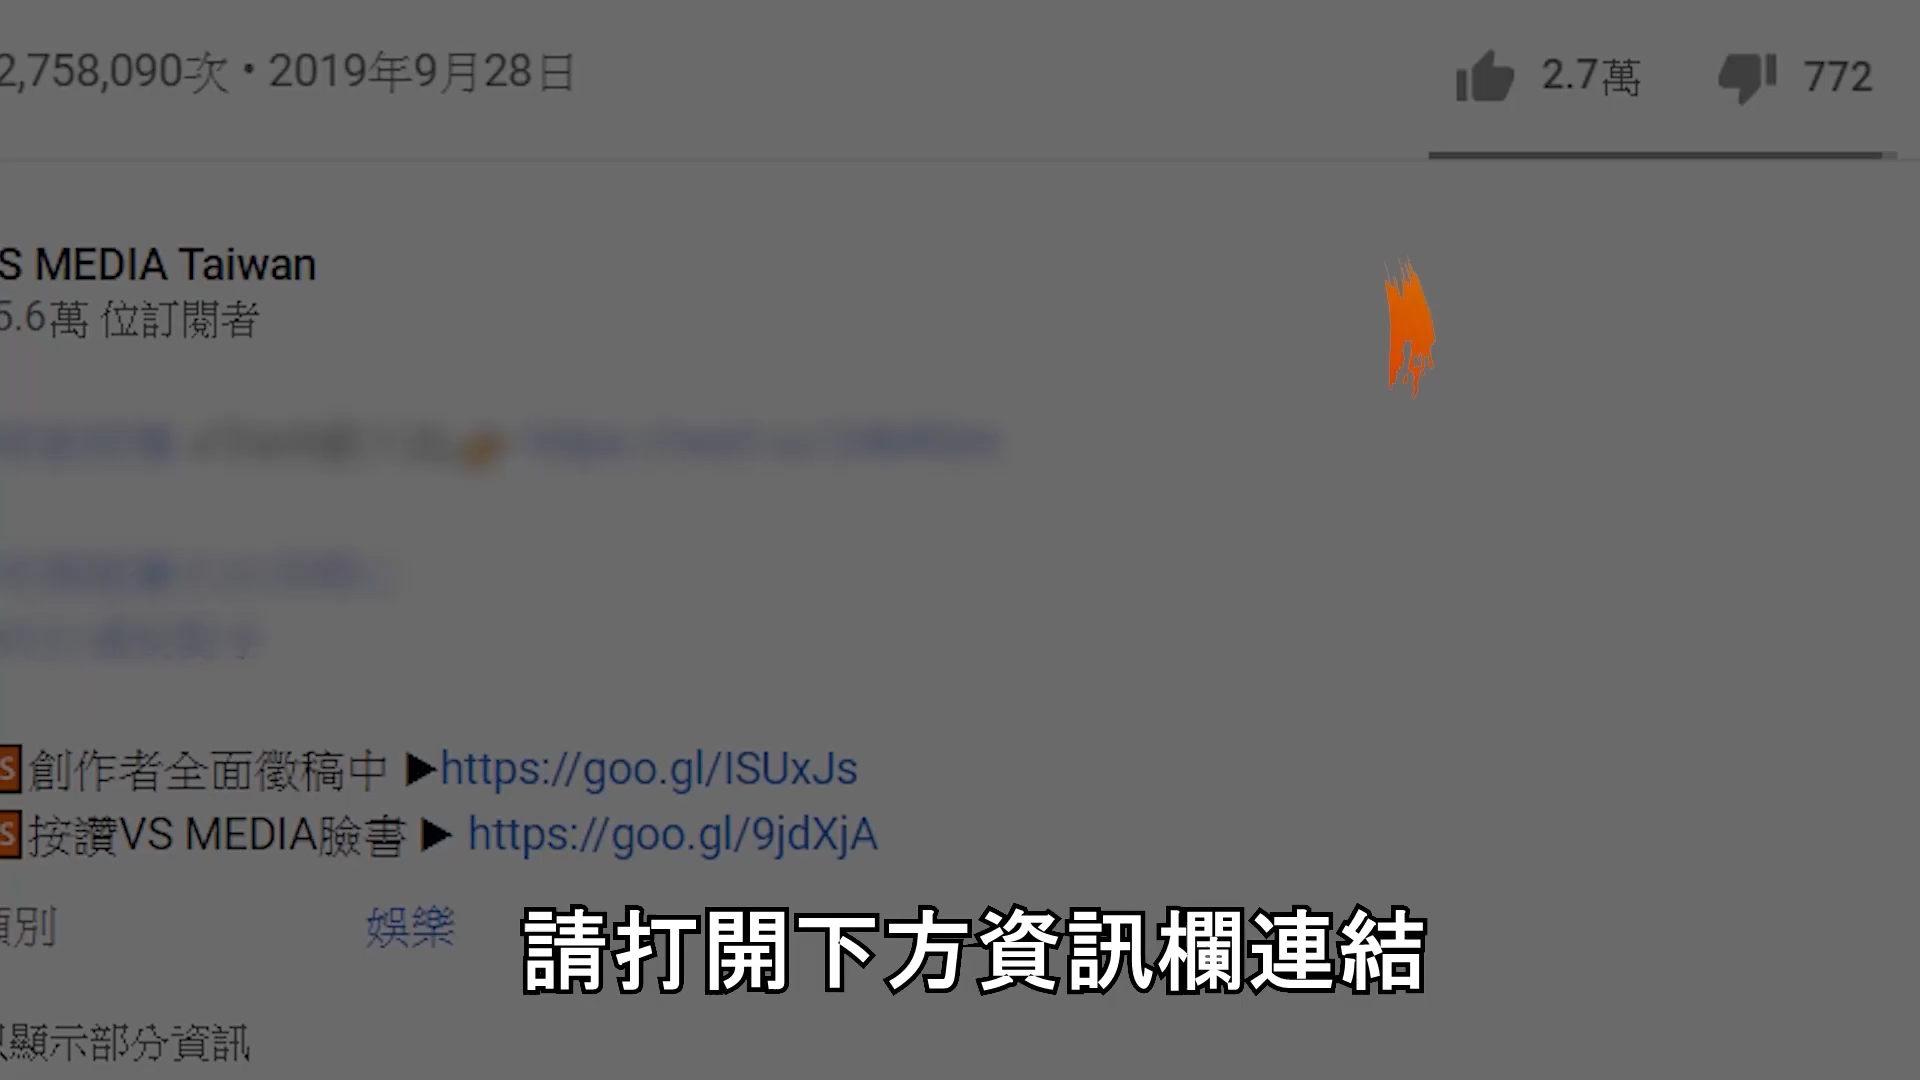 2,758,090次 • 2019年9月28日
2.7萬
772
S MEDIA Taiwan
5.6萬 位訂閱者
創作者全面徵稿中 ▶https://goo.gl/ISUxJs
按讚VS MEDIA臉書 ▶ https://goo.gl/9jdXjA
類別 娛樂
請打開下方資訊欄連結
只顯示部分資訊